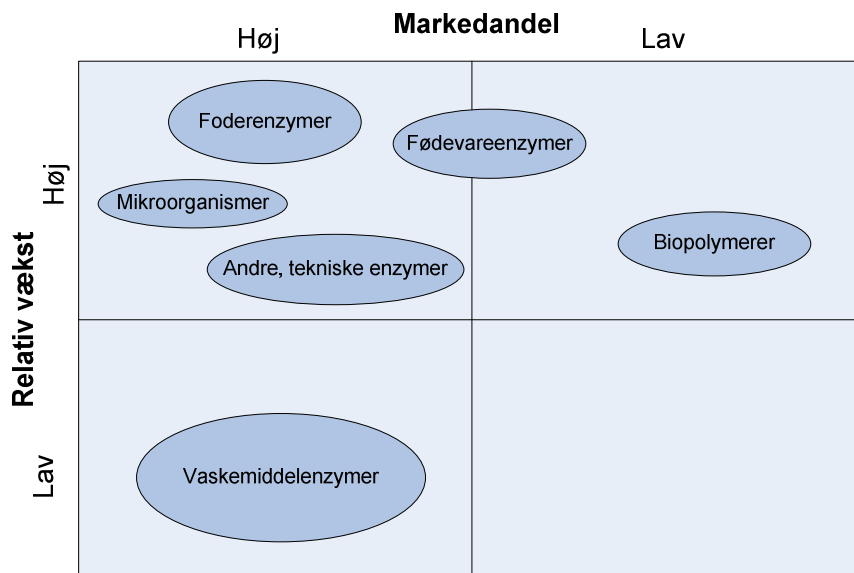 Markedandel
Høj
Lav
Relativ vækst
Høj
Lav
Foderenzymer
Fødevareenzymer
Mikroorganismer
Biopolymerer
Andre, tekniske enzymer
Vaskemiddelenzymer